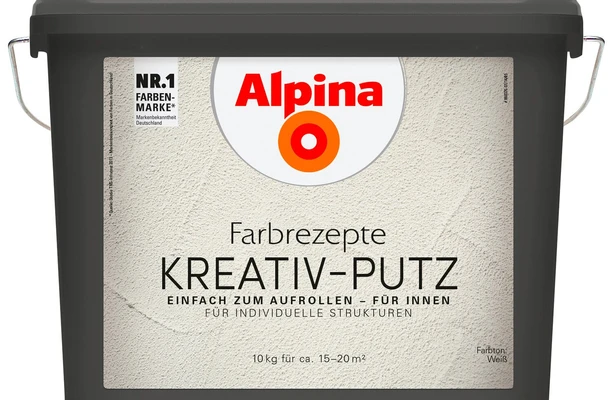 NR.1
FARBEN-
MARKE*
Markenbekanntheit
Deutschland
Alpina
Farbrezepte
KREATIV-PUTZ
EINFACH ZUM AUFROLLEN – FÜR INNEN
FÜR INDIVIDUELLE STRUKTUREN
10 kg für ca. 15–20 m²
Farbton:
Weiß